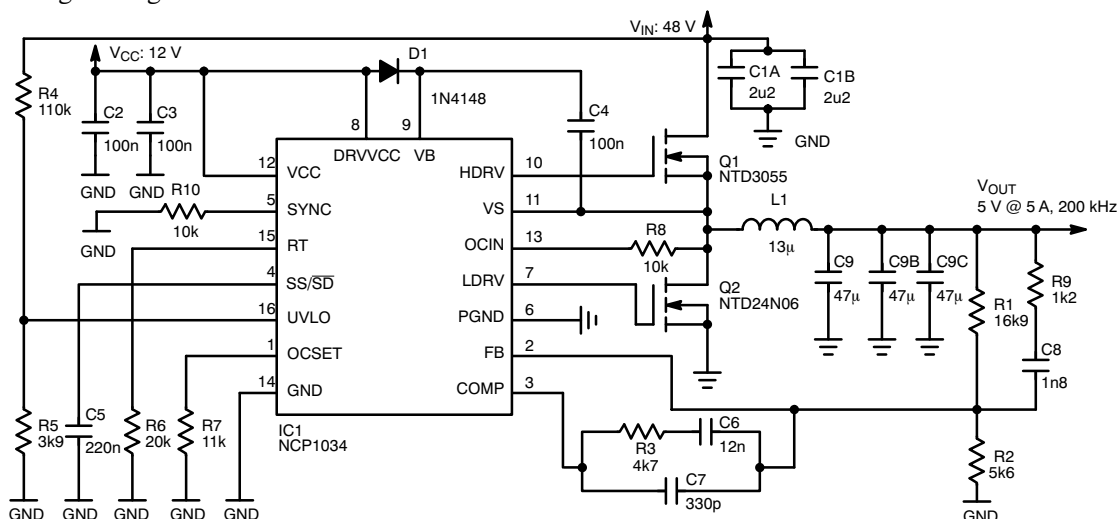 VIN: 48 V
VCC: 12 V
D1
1N4148
R4
110k
C2
100n
C3
100n
C4
100n
C1A
2u2
C1B
2u2
GND
GND
GND
8
9
DRVVCC
VB
12
VCC
HDRV
10
Q1
NTD3055
R10
10k
GND
5
SYNC
VS
11
L1
13μ
VOUT
5 V @ 5 A, 200 kHz
15
RT
OCIN
13
R8
10k
4
SS/SD
LDRV
7
Q2
NTD24N06
C9
47μ
C9B
47μ
C9C
47μ
R1
16k9
R9
1k2
16
UVLO
PGND
6
1
OCSET
FB
2
C8
1n8
14
GND
COMP
3
R5
3k9
C5
220n
R6
20k
R7
11k
IC1
NCP1034
R3
4k7
C6
12n
C7
330p
R2
5k6
GND
GND
GND
GND
GND
GND